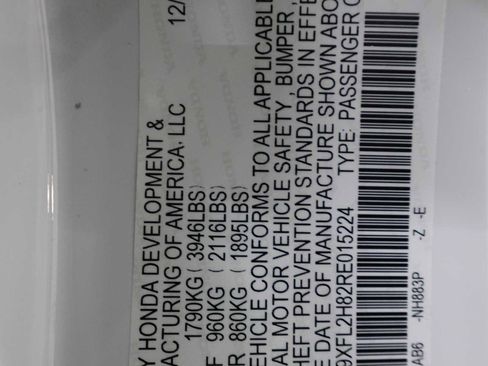 12/
Y HONDA DEVELOPMENT &
ACTURING OF AMERICA, LLC
1790KG ( 3946LBS)
F 960KG ( 2116LBS)
R 860KG ( 1895LBS)
EHICLE CONFORMS TO ALL APPLICABLE
AL MOTOR VEHICLE SAFETY , BUMPER ,
HEFT PREVENTION STANDARDS IN EFFE
E DATE OF MANUFACTURE SHOWN ABO
9XFL2H82RE015224 TYPE: PASSENGER C
AB6 -NH883P -Z -E